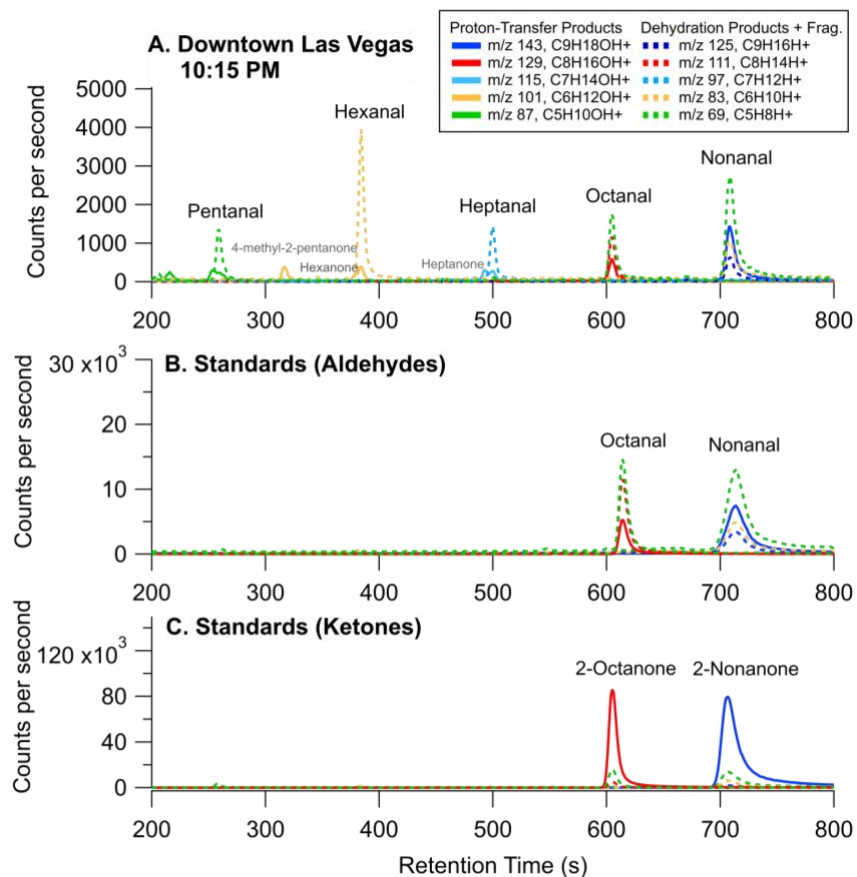 Proton-Transfer Products Dehydration Products + Frag.
m/z 143, C9H18OH+ m/z 125, C9H16H+
m/z 129, C8H16OH+ m/z 111, C8H14H+
m/z 115, C7H14OH+ m/z 97, C7H12H+
m/z 101, C6H12OH+ m/z 83, C6H10H+
m/z 87, C5H10OH+ m/z 69, C5H8H+
A. Downtown Las Vegas
10:15 PM
Counts per second
5000
4000
3000
2000
1000
0
Pentanal
4-methyl-2-pentanone
Hexanal
Hexanone
Heptanone
Heptanal
Octanal
Nonanal
200 300 400 500 600 700 800
B. Standards (Aldehydes)
Counts per second
30 x10³
20
10
0
Octanal
Nonanal
200 300 400 500 600 700 800
C. Standards (Ketones)
Counts per second
120 x10³
80
40
0
2-Octanone
2-Nonanone
200 300 400 500 600 700 800
Retention Time (s)